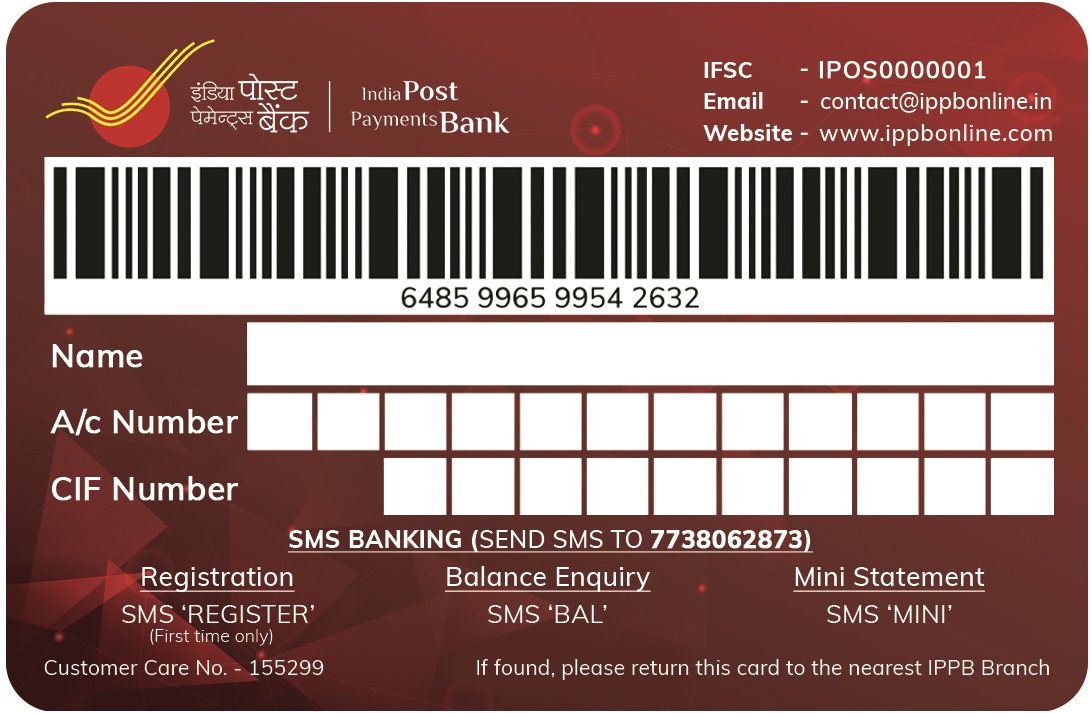 इंडिया पोस्ट
पेमेन्ट्स बैंक
India Post
Payments Bank
IFSC - IPOS0000001
Email - contact@ippbonline.in
Website - www.ippbonline.com
6485 9965 9954 2632
Name
A/c Number
CIF Number
SMS BANKING (SEND SMS TO 7738062873)
Registration
SMS ‘REGISTER’
(First time only)
Balance Enquiry
SMS ‘BAL’
Mini Statement
SMS ‘MINI’
Customer Care No. - 155299
If found, please return this card to the nearest IPPB Branch